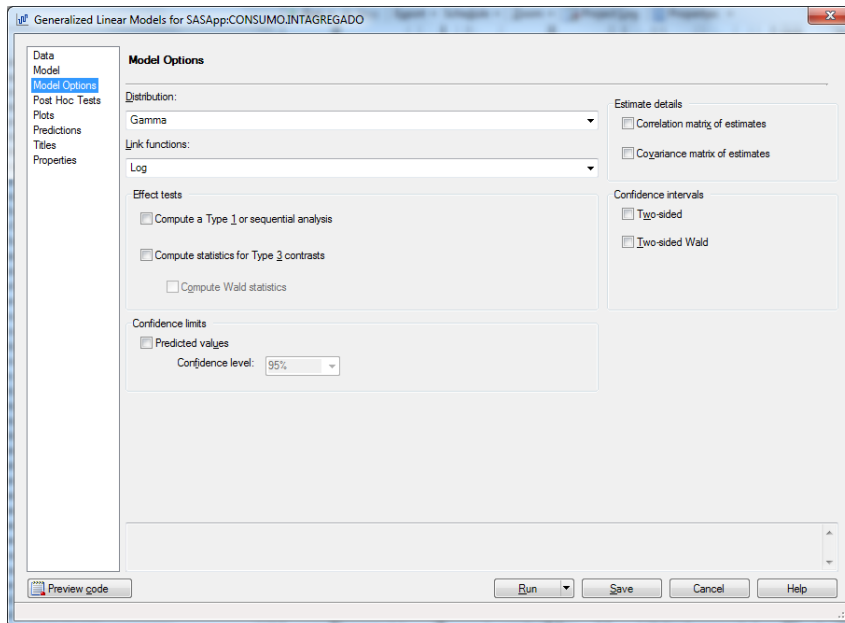 Generalized Linear Models for SASApp:CONSUMO.INTAGREGADO
Data
Model
Model Options
Post Hoc Tests
Plots
Predictions
Titles
Properties
Model Options
Distribution:
Gamma
Link functions:
Log
Effect tests
Compute a Type 1 or sequential analysis
Compute statistics for Type 3 contrasts
Compute Wald statistics
Confidence limits
Predicted values
Confidence level: 95%
Estimate details
Correlation matrix of estimates
Covariance matrix of estimates
Confidence intervals
Two-sided
Two-sided Wald
Preview code
Run
Save
Cancel
Help